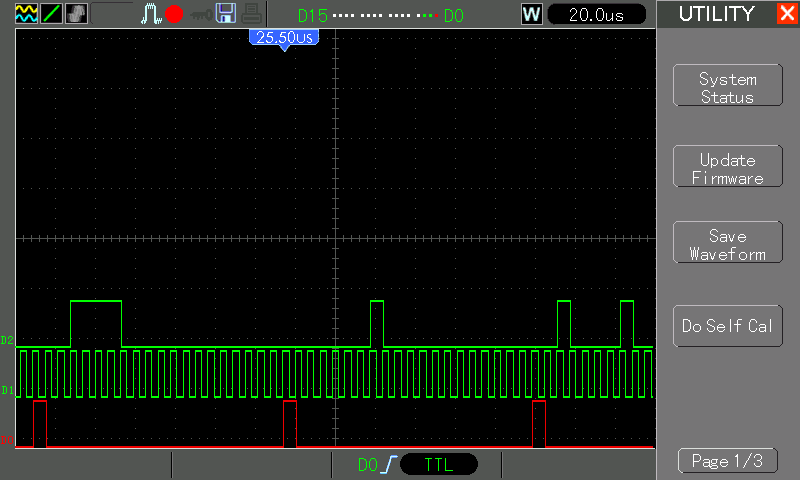 D15
D0
W
20.0us
UTILITY
25.50us
System
Status
Update
Firmware
Save
Waveform
Do Self Cal
D2
D1
D0
D0
TTL
Page 1/3